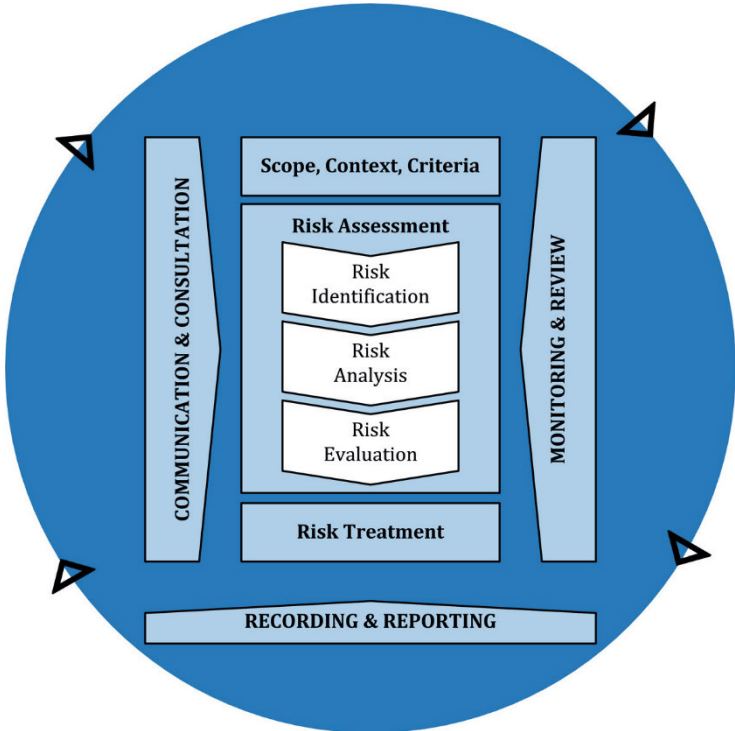 Scope, Context, Criteria
Risk Assessment
Risk
Identification
Risk
Analysis
Risk
Evaluation
Risk Treatment
COMMUNICATION & CONSULTATION
MONITORING & REVIEW
RECORDING & REPORTING